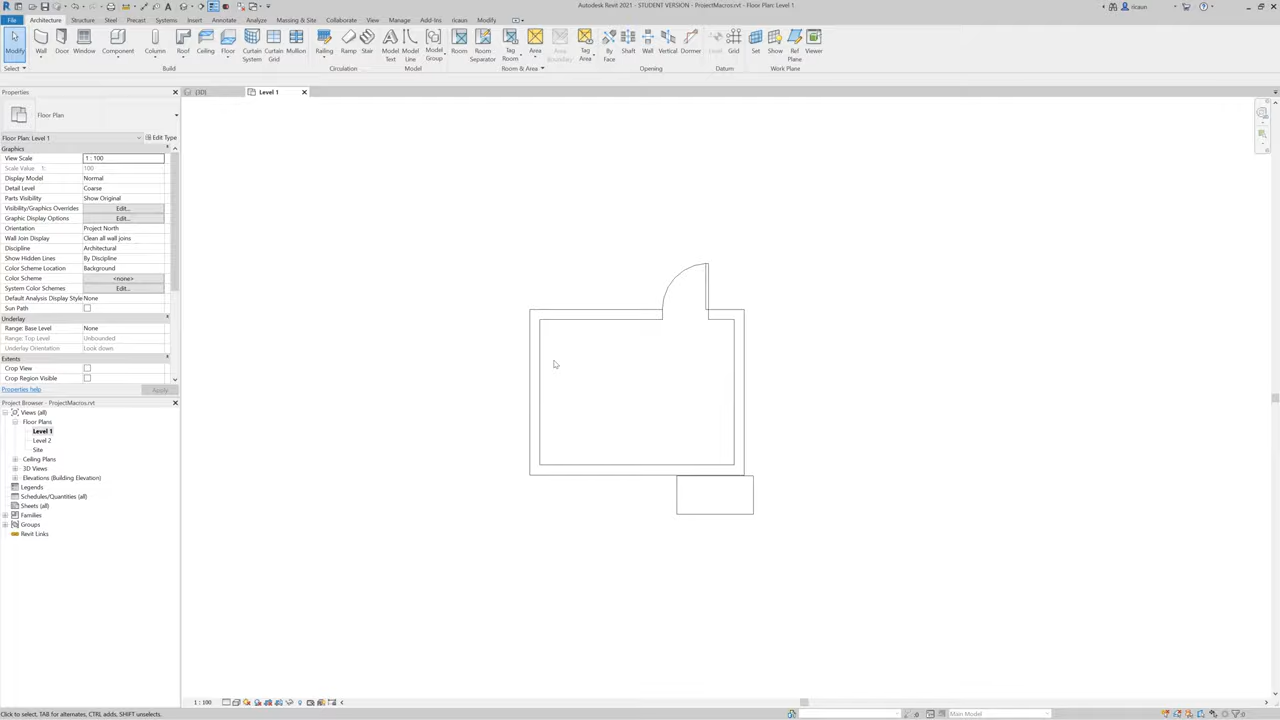 Autodesk Revit 2021 - STUDENT VERSION - ProjectMacros.rvt - Floor Plan: Level 1
ricaun
File Architecture Structure Steel Precast Systems Insert Annotate Analyze Massing & Site Collaborate View Manage Add-Ins ricaun Modify
Modify Wall Door Window Component Column Roof Ceiling Floor Curtain System Curtain Grid Mullion Railing Ramp Stair Model Text Model Line Model Group Room Room Separator Tag Room Area Area Boundary Tag Area By Face Shaft Wall Vertical Dormer Level Grid Set Show Ref Plane Viewer
Select Build Circulation Model Room & Area Opening Datum Work Plane
Properties
(3D)
Level 1
Floor Plan
Floor Plan: Level 1 Edit Type
Graphics
View Scale 1 : 100
Scale Value 1: 100
Display Model Normal
Detail Level Coarse
Parts Visibility Show Original
Visibility/Graphics Overrides Edit...
Graphic Display Options Edit...
Orientation Project North
Wall Join Display Clean all wall joins
Discipline Architectural
Show Hidden Lines By Discipline
Color Scheme Location Background
Color Scheme <none>
System Color Schemes Edit...
Default Analysis Display Style None
Sun Path
Underlay
Range: Base Level None
Range: Top Level Unbounded
Underlay Orientation Look down
Extents
Crop View
Crop Region Visible
Properties help Apply
Project Browser - ProjectMacros.rvt
Views (all)
Floor Plans
Level 1
Level 2
Site
Ceiling Plans
3D Views
Elevations (Building Elevation)
Legends
Schedules/Quantities (all)
Sheets (all)
Families
Groups
Revit Links
1 : 100
Click to select, TAB for alternates, CTRL adds, SHIFT unselects.
:0
Main Model
:0